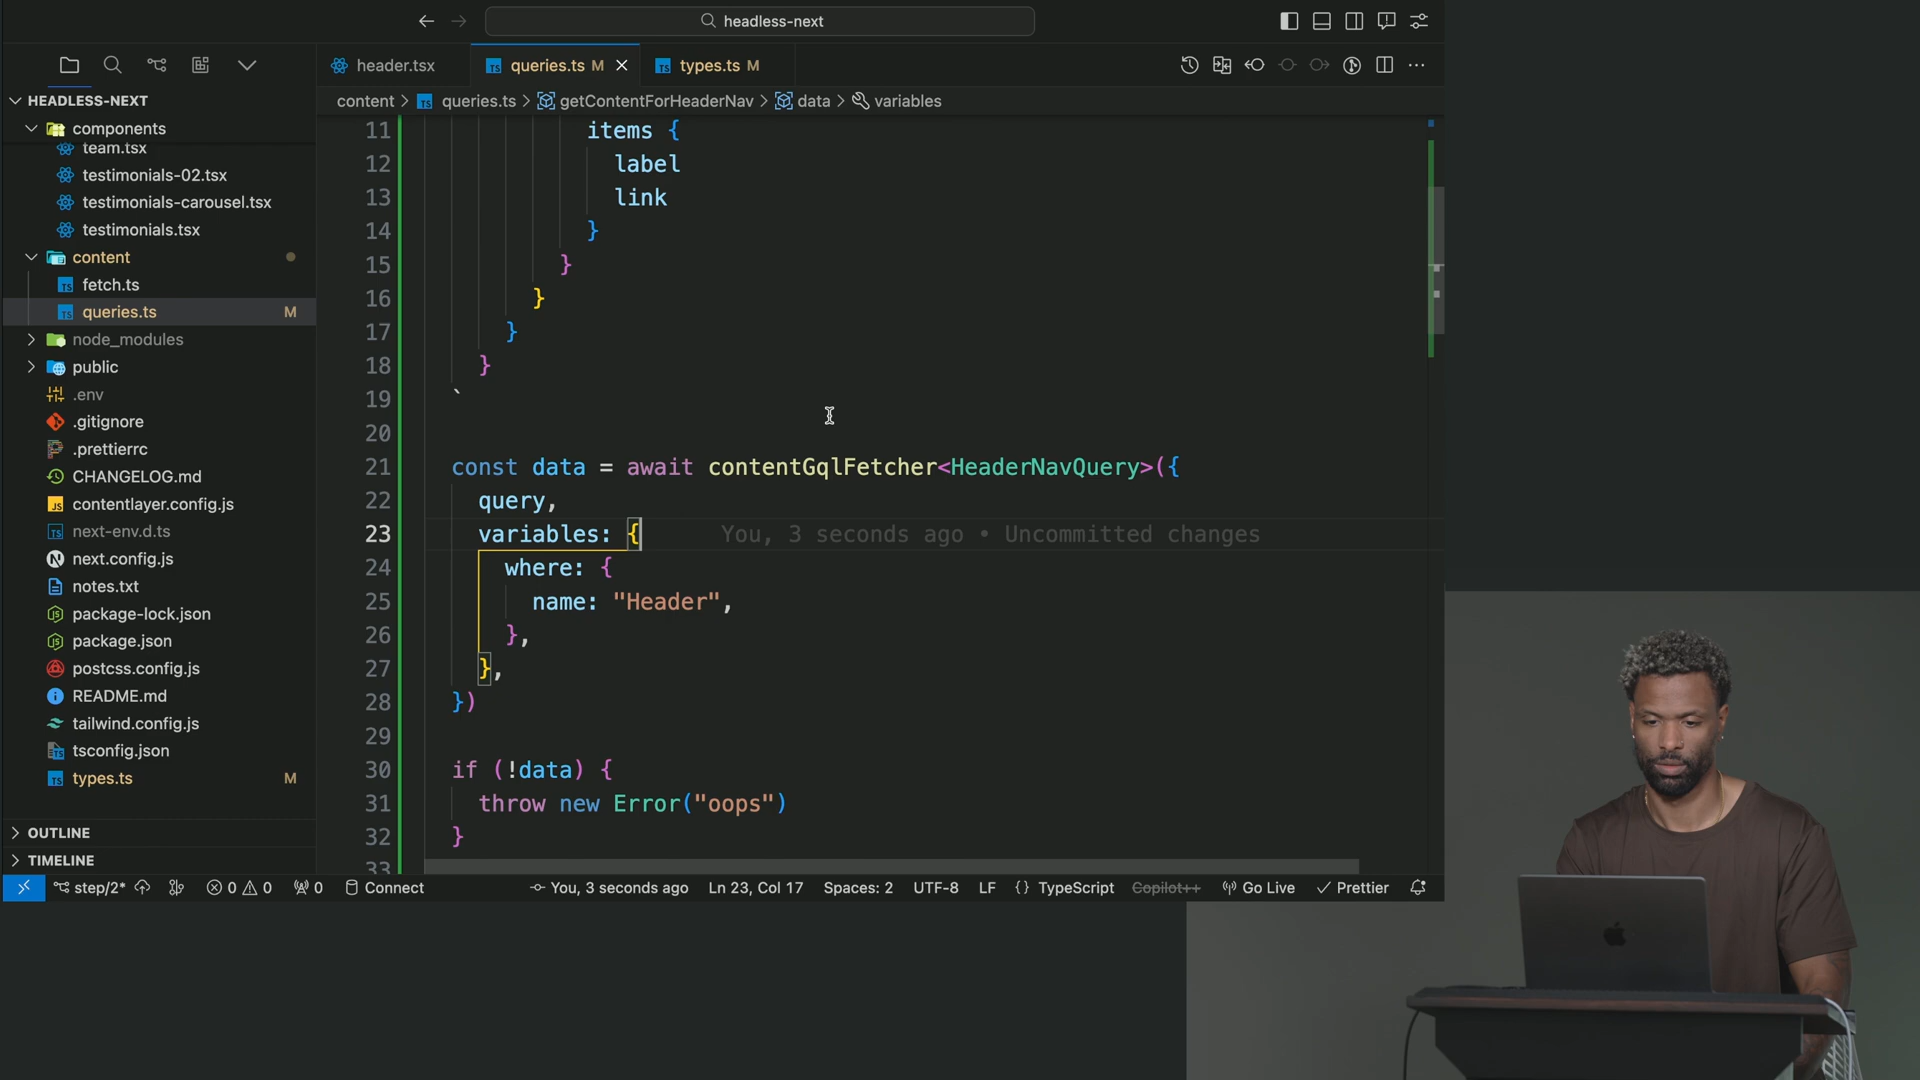 headless-next
header.tsx
queries.ts M
types.ts M
HEADLESS-NEXT
content > queries.ts > getContentForHeaderNav > data > variables
components
team.tsx
testimonials-02.tsx
testimonials-carousel.tsx
testimonials.tsx
content
fetch.ts
queries.ts M
node_modules
public
.env
.gitignore
.prettierrc
CHANGELOG.md
contentlayer.config.js
next-env.d.ts
next.config.js
notes.txt
package-lock.json
package.json
postcss.config.js
README.md
tailwind.config.js
tsconfig.json
types.ts M
OUTLINE
TIMELINE
11 items {
12 label
13 link
14 }
15 }
16 }
17 }
18 }
19 `
20
21 const data = await contentGqlFetcher<HeaderNavQuery>({
22 query,
23 variables: { You, 3 seconds ago • Uncommitted changes
24 where: {
25 name: "Header",
26 },
27 },
28 })
29
30 if (!data) {
31 throw new Error("oops")
32 }
33
step/2* 0 0 0 Connect You, 3 seconds ago Ln 23, Col 17 Spaces: 2 UTF-8 LF {} TypeScript Copilot++ Go Live Prettier